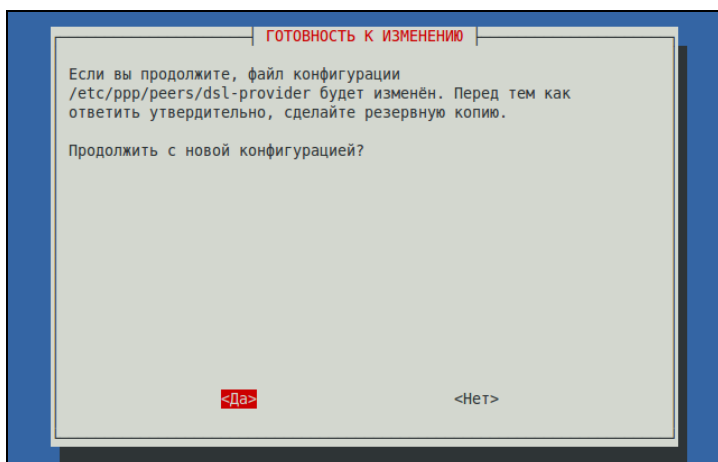 ГОТОВНОСТЬ К ИЗМЕНЕНИЮ
Если вы продолжите, файл конфигурации
/etc/ppp/peers/dsl-provider будет изменён. Перед тем как
ответить утвердительно, сделайте резервную копию.
Продолжить с новой конфигурацией?
<Да> <Нет>